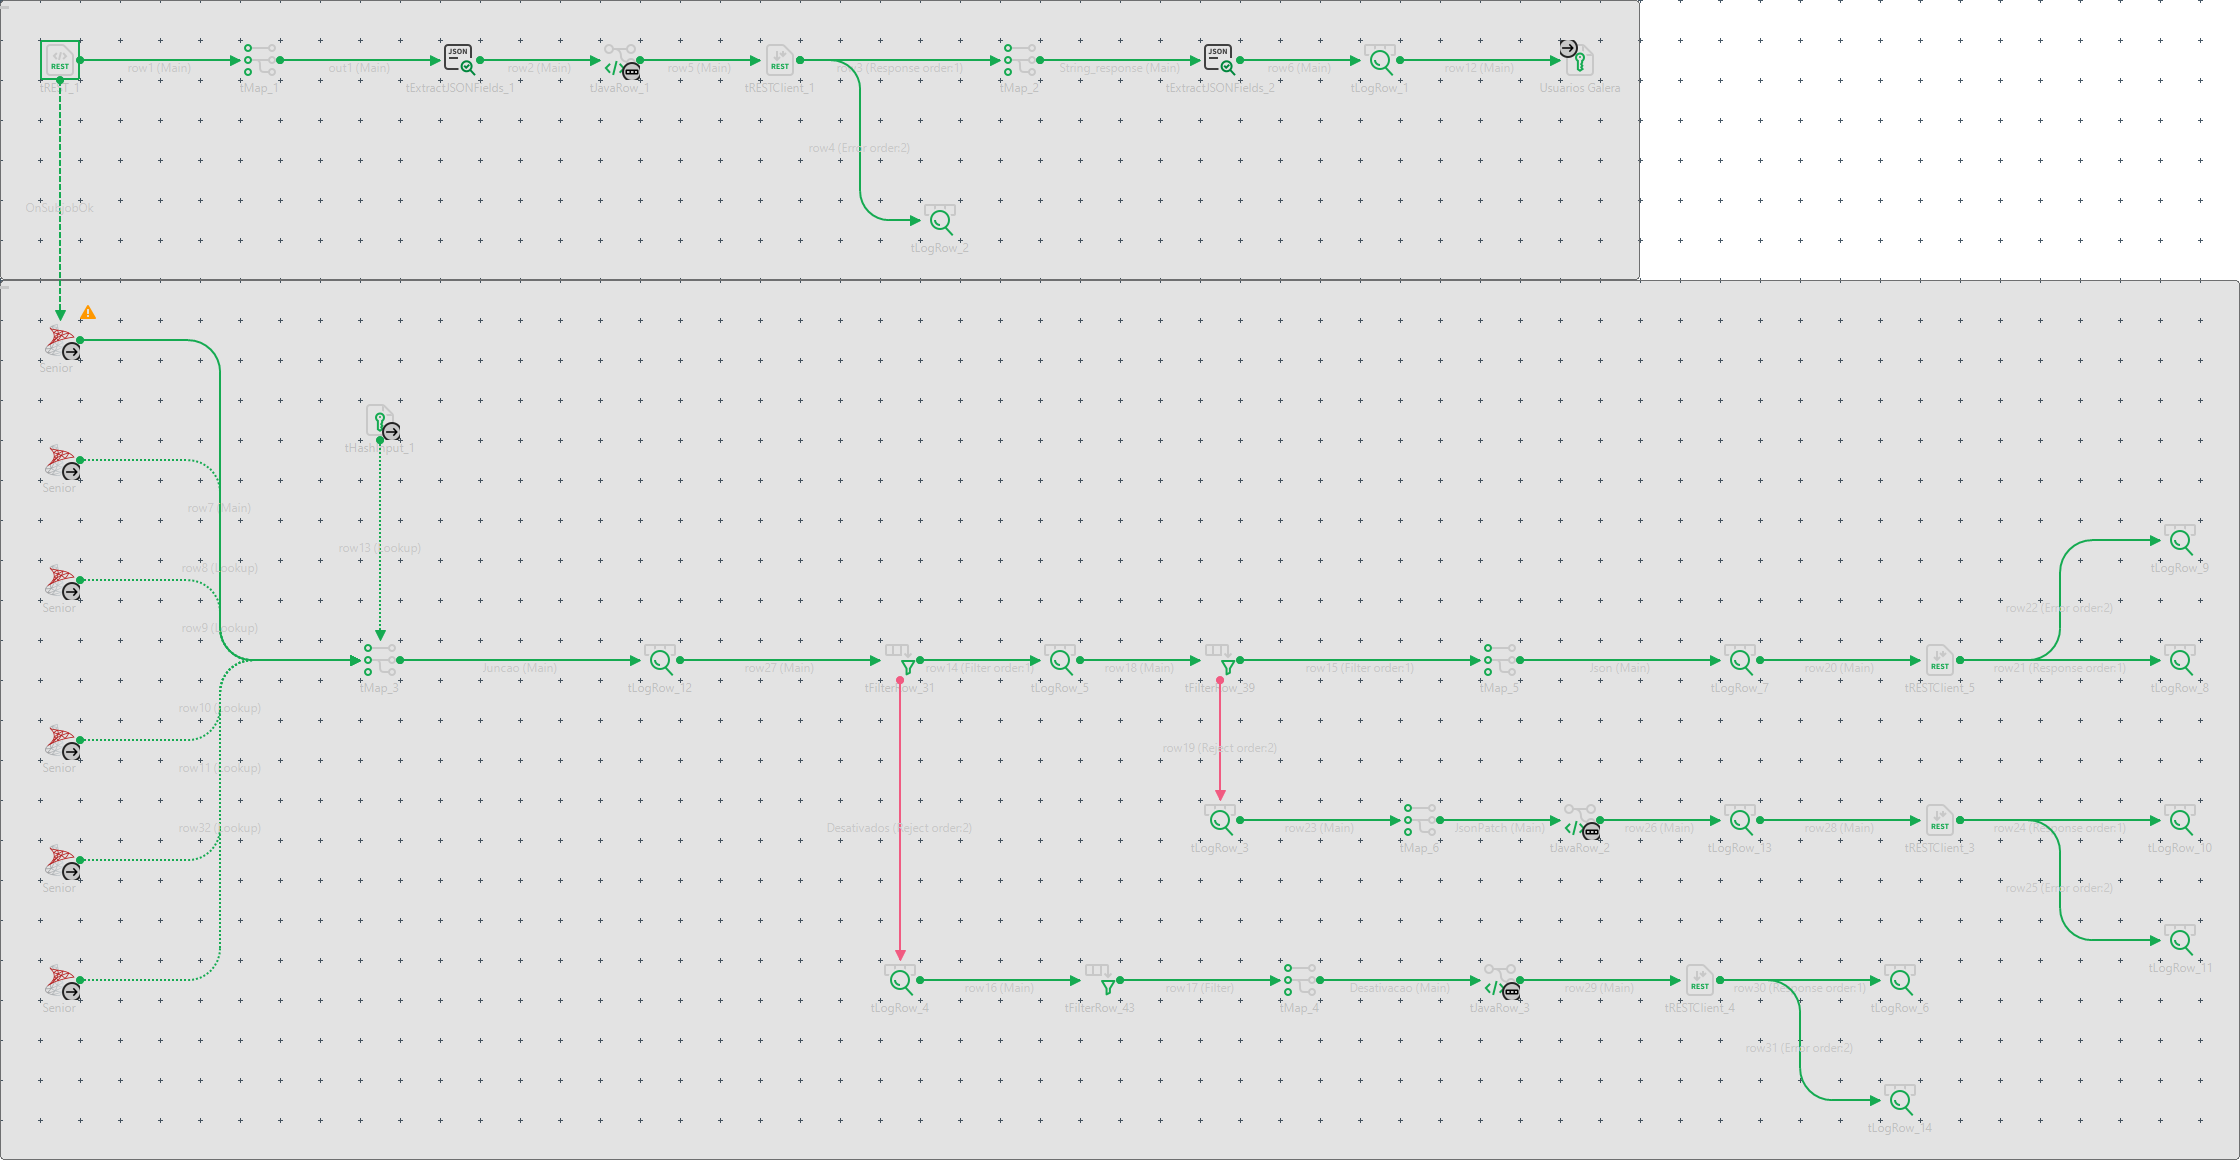 REST
tREST_1
row1 (Main)
tMap_1
out1 (Main)
JSON
tExtractJSONFields_1
row2 (Main)
tJavaRow_1
row5 (Main)
REST
tRESTClient_1
row3 (Response order:1)
tMap_2
String_response (Main)
JSON
tExtractJSONFields_2
row6 (Main)
tLogRow_1
row12 (Main)
Usuarios Galera
row4 (Error order:2)
OnSubjobOk
tLogRow_2
Senior
tHashInput_1
Senior
row7 (Main)
row13 (Lookup)
row8 (Lookup)
tLogRow_9
Senior
row22 (Error order:2)
row9 (Lookup)
tMap_3
Juncao (Main)
tLogRow_12
row27 (Main)
tFilterRow_31
row14 (Filter order:1)
tLogRow_5
row18 (Main)
tFilterRow_39
row15 (Filter order:1)
tMap_5
Json (Main)
tLogRow_7
row20 (Main)
REST
tRESTClient_5
row21 (Response order:1)
tLogRow_8
row10 (Lookup)
row19 (Reject order:2)
Senior
row11 (Lookup)
row32 (Lookup)
Desativados (Reject order:2)
tLogRow_3
row23 (Main)
tMap_6
JsonPatch (Main)
tJavaRow_2
row26 (Main)
tLogRow_13
row28 (Main)
REST
tRESTClient_3
row24 (Response order:1)
tLogRow_10
Senior
row25 (Error order:2)
tLogRow_11
Senior
tLogRow_4
row16 (Main)
tFilterRow_43
row17 (Filter)
tMap_4
Desativacao (Main)
tJavaRow_3
row29 (Main)
REST
tRESTClient_4
row30 (Response order:1)
tLogRow_6
row31 (Error order:2)
tLogRow_14